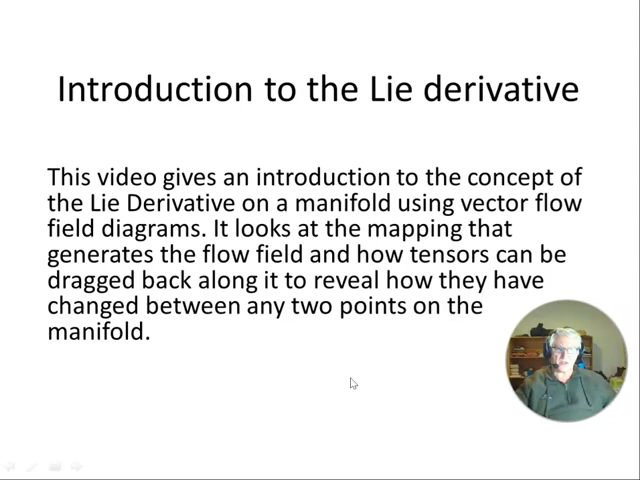 Introduction to the Lie derivative
This video gives an introduction to the concept of
the Lie Derivative on a manifold using vector flow
field diagrams. It looks at the mapping that
generates the flow field and how tensors can be
dragged back along it to reveal how they have
changed between any two points on the
manifold.